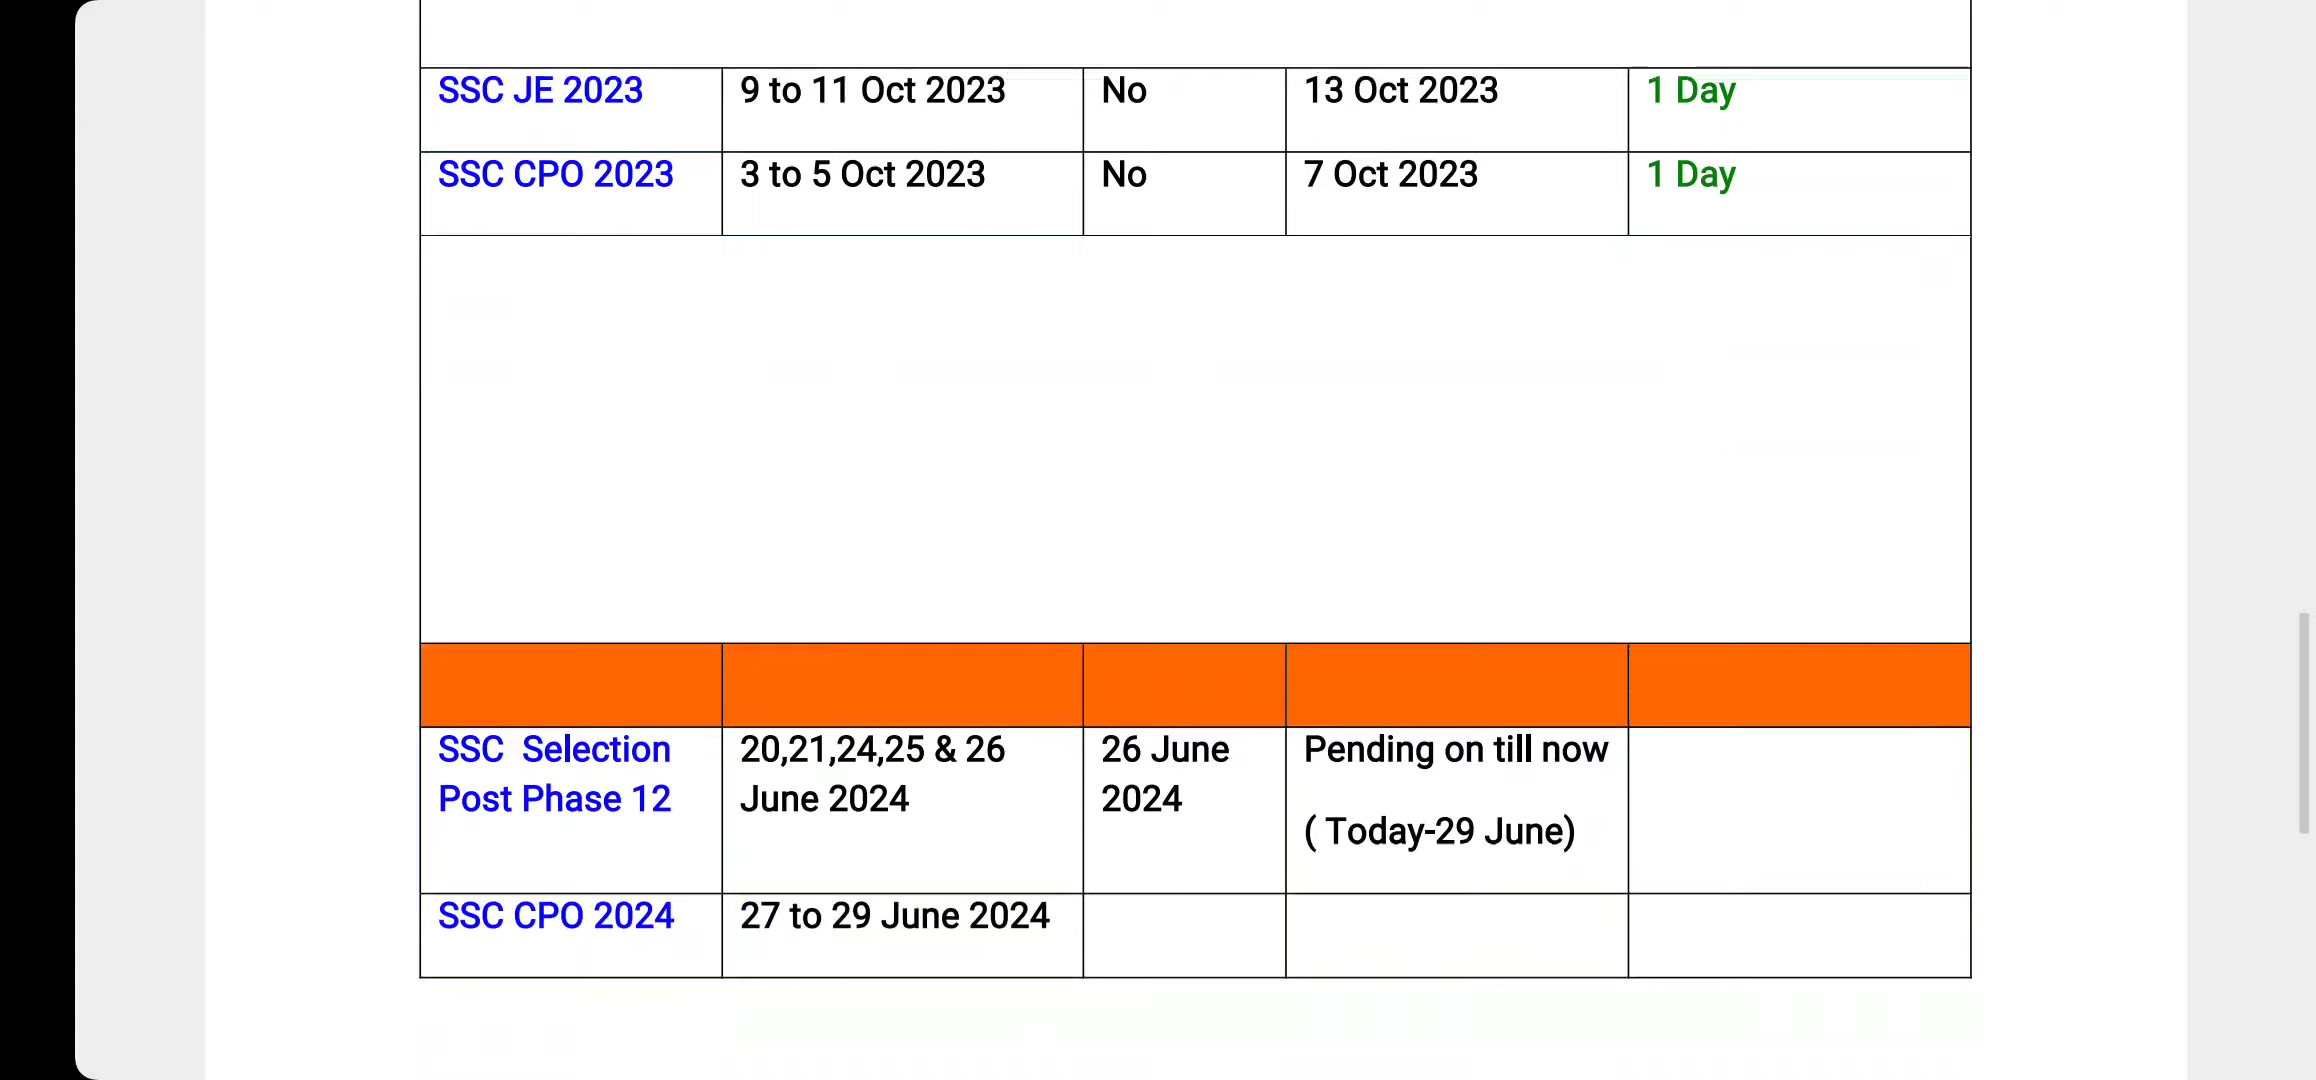 SSC JE 2023 9 to 11 Oct 2023 No 13 Oct 2023 1 Day
SSC CPO 2023 3 to 5 Oct 2023 No 7 Oct 2023 1 Day
SSC  Selection 20,21,24,25 & 26 26 June Pending on till now
Post Phase 12 June 2024 2024
( Today-29 June)
SSC CPO 2024 27 to 29 June 2024